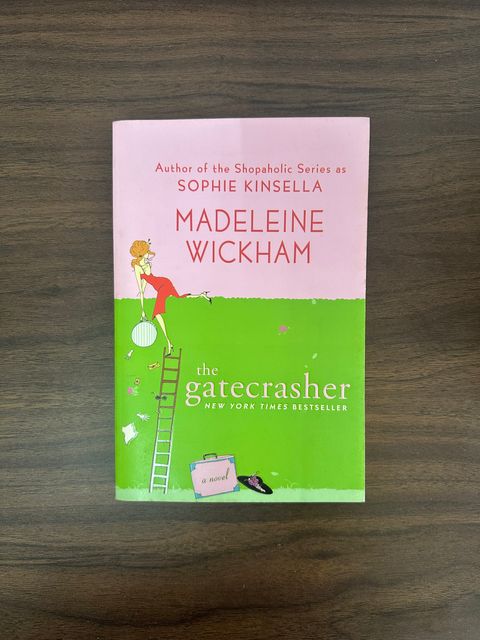 Author of the Shopaholic Series as
SOPHIE KINSELLA
MADELEINE
WICKHAM
the
gatecrasher
NEW YORK TIMES BESTSELLER
a novel